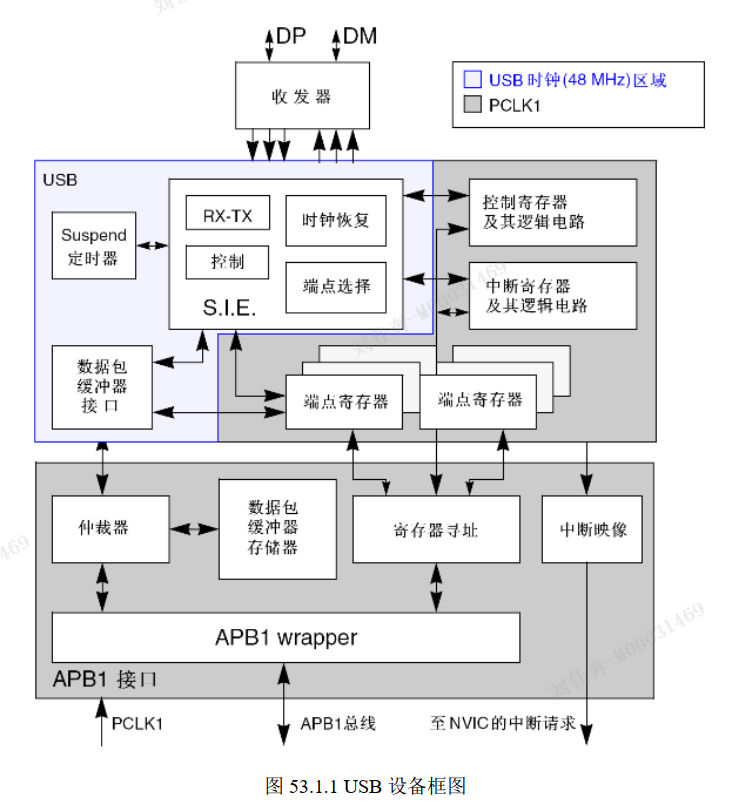 DP
DM
收发器
USB 时钟(48 MHz)区域
PCLK1
USB
RX-TX
时钟恢复
控制
端点选择
S.I.E.
Suspend
定时器
控制寄存器
及其逻辑电路
中断寄存器
及其逻辑电路
数据包
缓冲器
接口
端点寄存器
端点寄存器
仲裁器
数据包
缓冲器
存储器
寄存器寻址
中断映像
APB1 wrapper
APB1 接口
PCLK1
APB1总线
至NVIC的中断请求
图 53.1.1 USB 设备框图